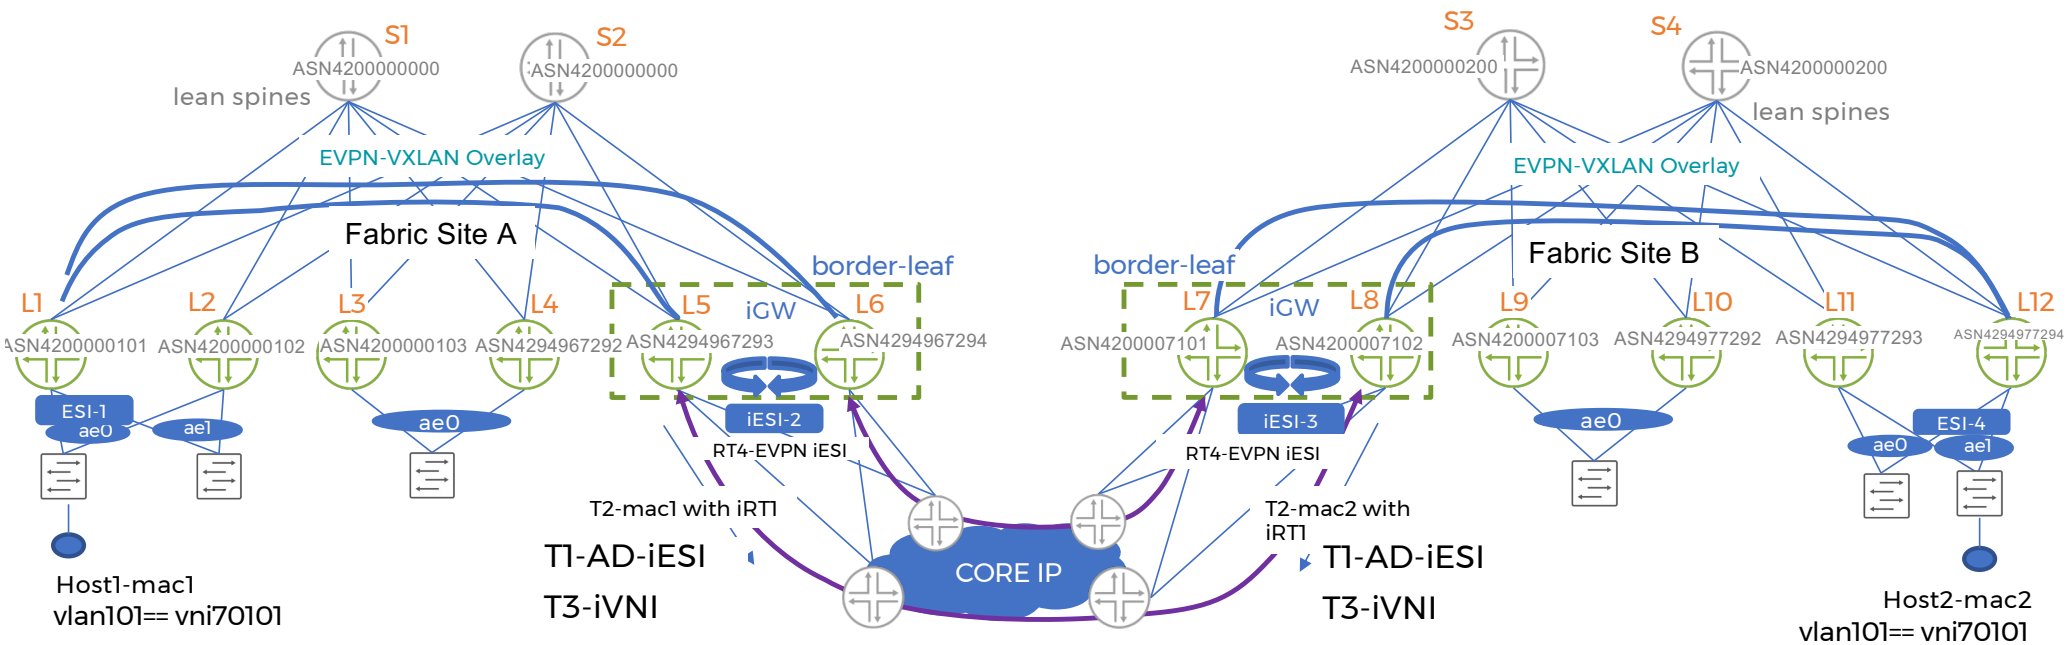 S1
S2
S3
S4
ASN4200000000
ASN4200000000
ASN4200000200
ASN4200000200
lean spines
lean spines
EVPN-VXLAN Overlay
EVPN-VXLAN Overlay
Fabric Site A
Fabric Site B
border-leaf
border-leaf
L1
L2
L3
L4
L5
iGW
L6
L7
iGW
L8
L9
L10
L11
L12
ASN4200000101
ASN4200000102
ASN4200000103
ASN4294967292
ASN4294967293
ASN4294967294
ASN4200007101
ASN4200007102
ASN4200007103
ASN4294977292
ASN4294977293
ASN4294977294
ESI-1
ae0
ae1
ae0
iESI-2
iESI-3
ae0
ESI-4
ae0
ae1
RT4-EVPN iESI
RT4-EVPN iESI
T2-mac1 with iRT1
T2-mac2 with
iRT1
T1-AD-iESI
T1-AD-iESI
T3-iVNI
T3-iVNI
CORE IP
Host1-mac1
vlan101== vni70101
Host2-mac2
vlan101== vni70101